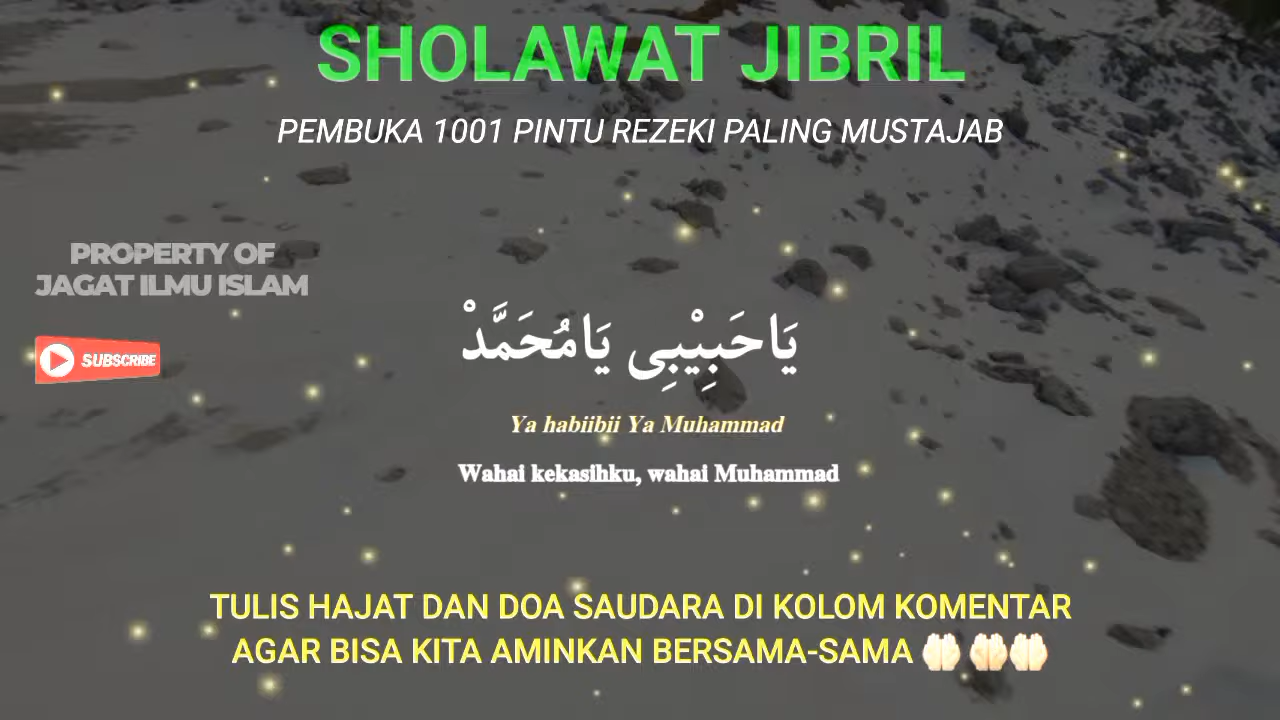 SHOLAWAT JIBRIL
PEMBUKA 1001 PINTU REZEKI PALING MUSTAJAB
PROPERTY OF
JAGAT ILMU ISLAM
SUBSCRIBE
يَاحَبِيْبِى يَامُحَمَّدْ
Ya habiibii Ya Muhammad
Wahai kekasihku, wahai Muhammad
TULIS HAJAT DAN DOA SAUDARA DI KOLOM KOMENTAR
AGAR BISA KITA AMINKAN BERSAMA-SAMA 🤲🏻 🤲🏻🤲🏻